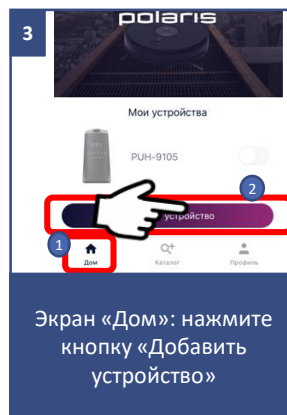 3
polaris
Мои устройства
PUH-9105
2
устройство
1
Дом
Каталог
Профиль
Экран «Дом»: нажмите
кнопку «Добавить
устройство»